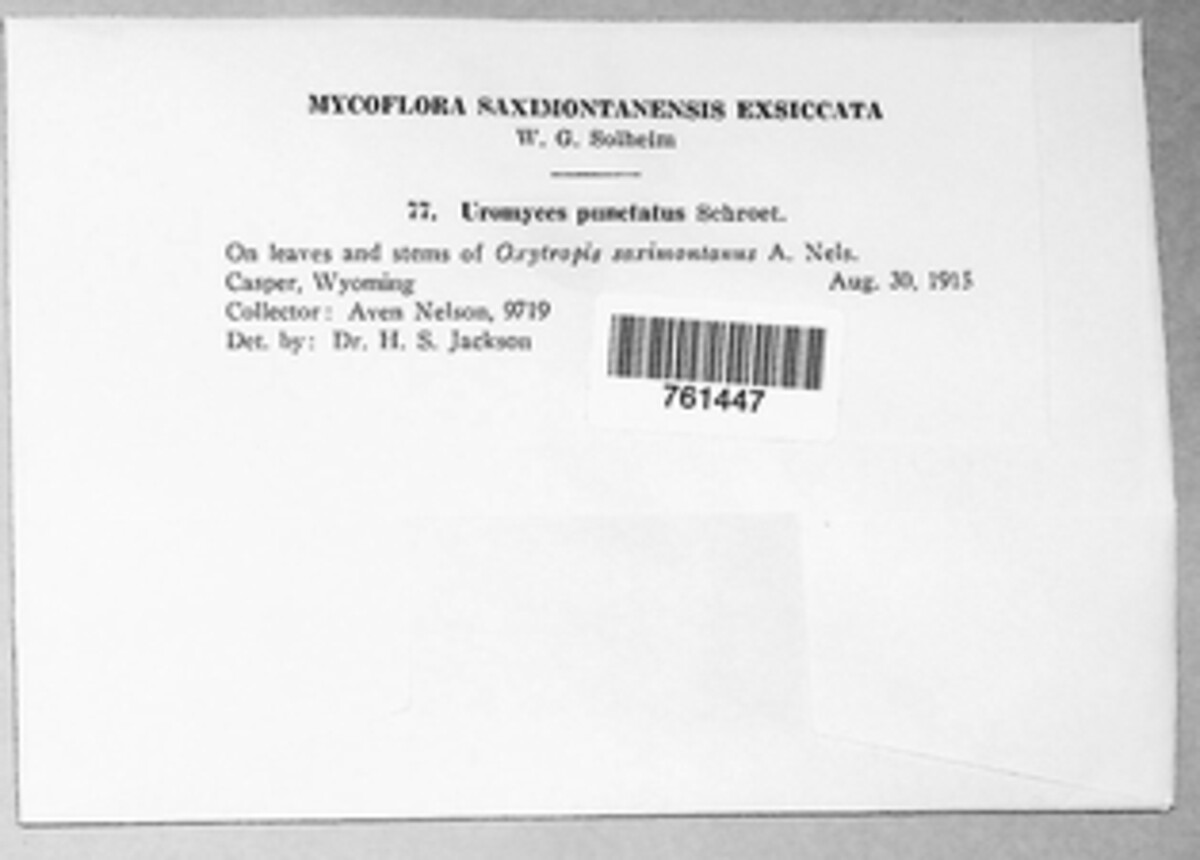 MYCOFLORA SAXIMONTANENSIS EXSICCATA
W. G. Solheim
77. Uromyces punctatus Schroet.
On leaves and stems of Oxytropis saximontanus A. Nels.
Casper, Wyoming Aug. 30, 1915
Collector: Aven Nelson, 9719
Det. by: Dr. H. S. Jackson
761447